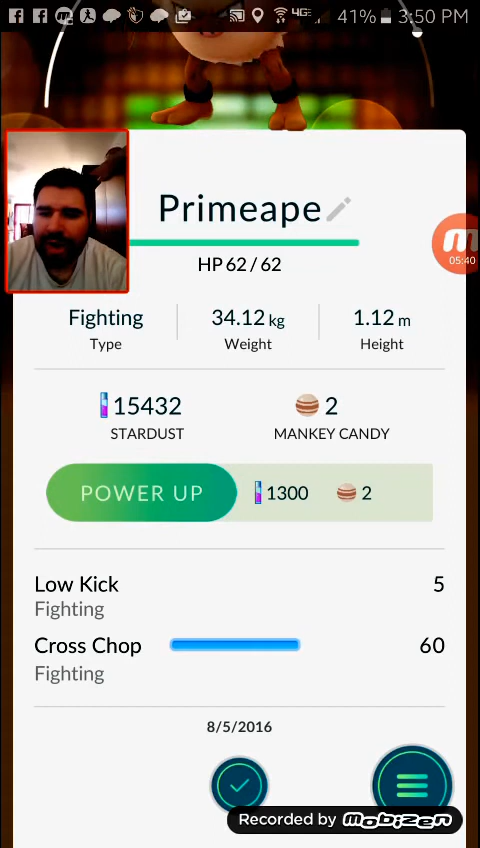 4G 41% 3:50 PM
Primeape
HP 62 / 62
05:40
Fighting 34.12 kg 1.12 m
Type Weight Height
15432 2
STARDUST MANKEY CANDY
POWER UP 1300 2
Low Kick 5
Fighting
Cross Chop 60
Fighting
8/5/2016
Recorded by Mobizen